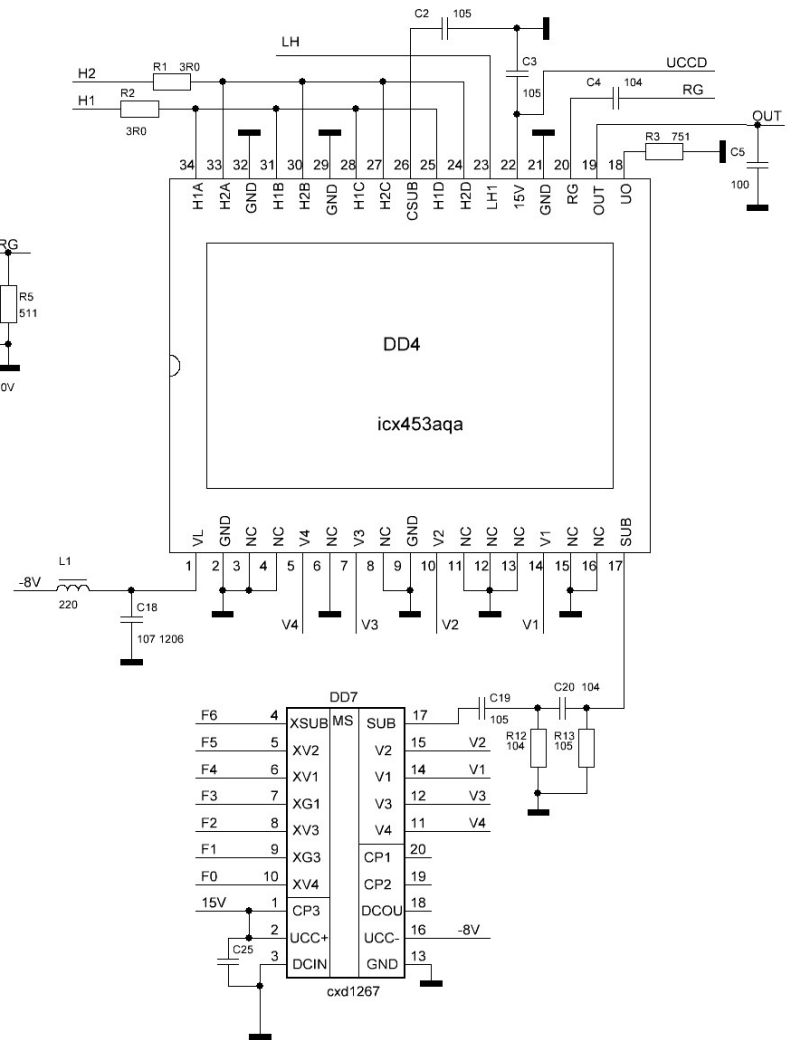 C2 105
LH
C3
105
UCCD
H2 R1 3R0
C4 104
RG
H1 R2
3R0
OUT
R3 751
C5
100
34 33 32 31 30 29 28 27 26 25 24 23 22 21 20 19 18
H1A H2A GND H1B H2B GND H1C H2C CSUB H1D H2D LH1 15V GND RG OUT UO
RG
R5
511
0V
DD4
icx453aqa
VL GND NC NC V4 NC V3 NC GND V2 NC NC NC V1 NC NC SUB
1 2 3 4 5 6 7 8 9 10 11 12 13 14 15 16 17
L1
-8V
220
C18
107 1206
V4 V3 V2 V1
DD7
C19
105
C20 104
R12
104
R13
105
F6 4 XSUB MS SUB 17
F5 5 XV2 V2 15 V2
F4 6 XV1 V1 14 V1
F3 7 XG1 V3 12 V3
F2 8 XV3 V4 11 V4
F1 9 XG3 CP1 20
F0 10 XV4 CP2 19
15V 1 CP3 DCOU 18
2 UCC+ UCC- 16 -8V
C25
3 DCIN GND 13
cxd1267